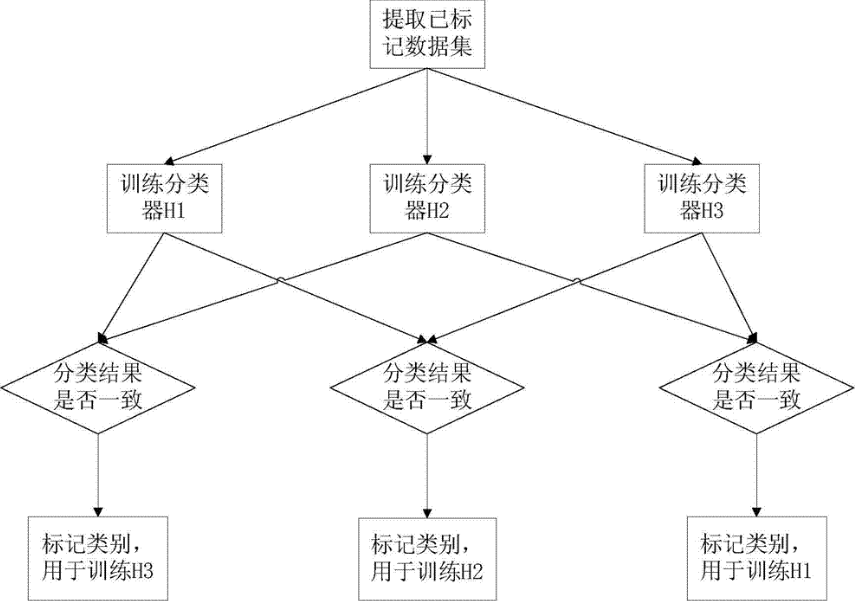 提取已标
记数据集
训练分类
器H1
训练分类
器H2
训练分类
器H3
分类结果
是否一致
分类结果
是否一致
分类结果
是否一致
标记类别，
用于训练H3
标记类别，
用于训练H2
标记类别，
用于训练H1